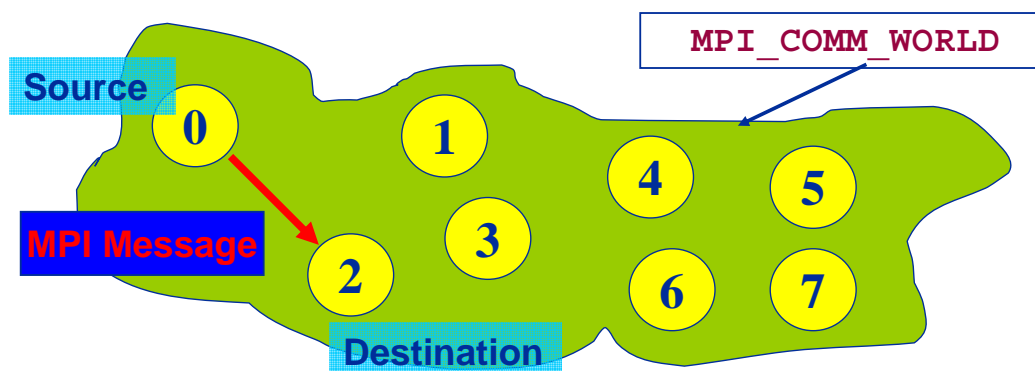 MPI_COMM_WORLD
Source
0
1
4
5
MPI Message
2
3
6
7
Destination